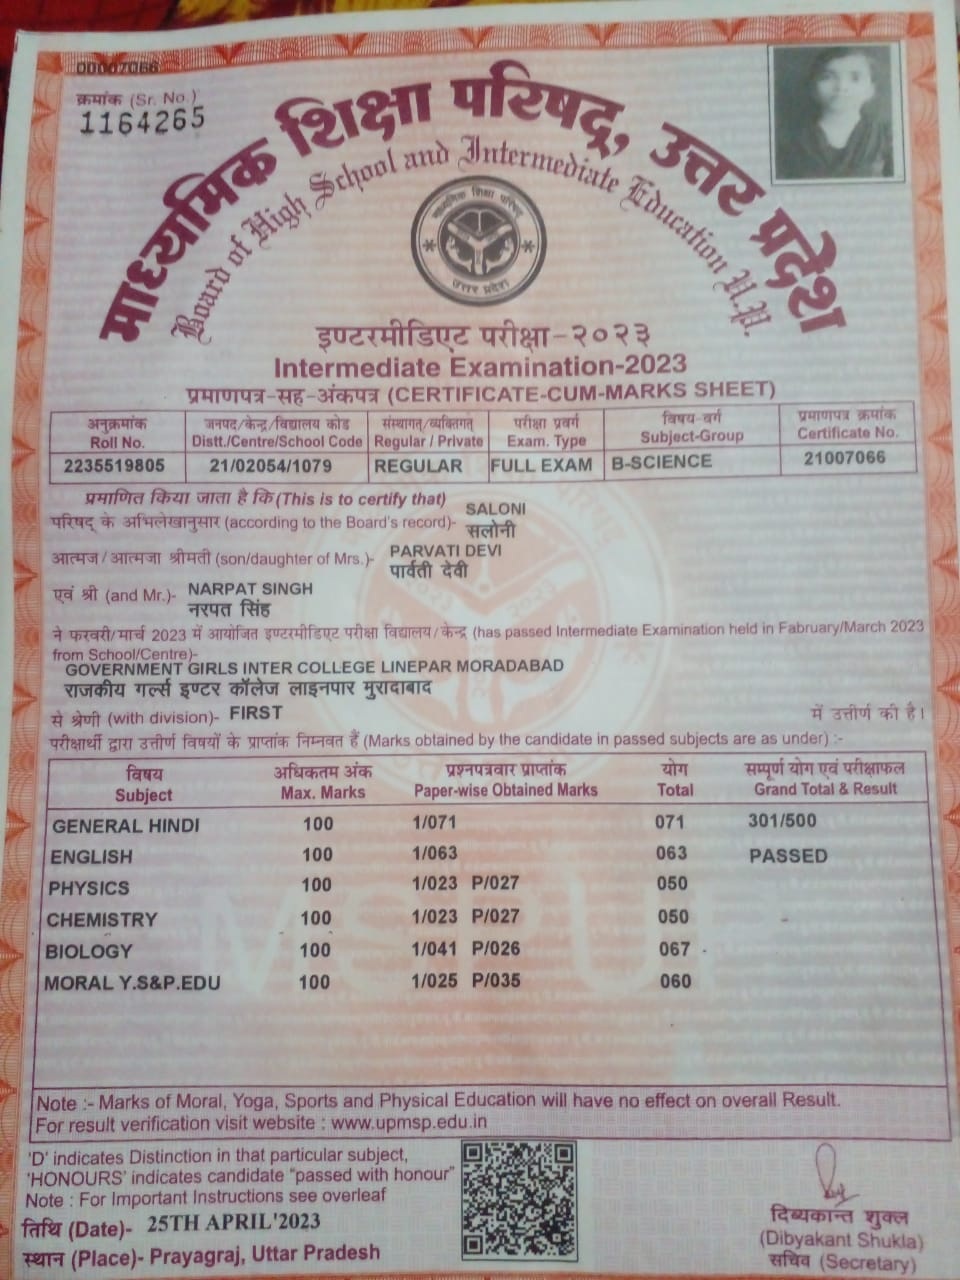 00007066
क्रमांक (Sr. No.)
1164265
माध्यमिक शिक्षा परिषद्, उत्तर प्रदेश
Board of High School and Intermediate Education U.P.
माध्यमिक शिक्षा परिषद्
उत्तर प्रदेश
इण्टरमीडिएट परीक्षा-२०२३
Intermediate Examination-2023
प्रमाणपत्र-सह-अंकपत्र (CERTIFICATE-CUM-MARKS SHEET)
अनुक्रमांक जनपद/केन्द्र/विद्यालय कोड संस्थागत/व्यक्तिगत परीक्षा प्रवर्ग विषय-वर्ग प्रमाणपत्र क्रमांक
Roll No. Distt./Centre/School Code Regular / Private Exam. Type Subject-Group Certificate No.
2235519805 21/02054/1079 REGULAR FULL EXAM B-SCIENCE 21007066
प्रमाणित किया जाता है कि (This is to certify that)
परिषद् के अभिलेखानुसार (according to the Board's record)- SALONI
सलोनी
आत्मज/आत्मजा श्रीमती (son/daughter of Mrs.)- PARVATI DEVI
पार्वती देवी
एवं श्री (and Mr.)- NARPAT SINGH
नरपत सिंह
ने फरवरी/मार्च 2023 में आयोजित इण्टरमीडिएट परीक्षा विद्यालय/केन्द्र (has passed Intermediate Examination held in Fabruary/March 2023
from School/Centre)-
GOVERNMENT GIRLS INTER COLLEGE LINEPAR MORADABAD
राजकीय गर्ल्स इण्टर कॉलेज लाइनपार मुरादाबाद
से श्रेणी (with division)- FIRST में उत्तीर्ण की है।
परीक्षार्थी द्वारा उत्तीर्ण विषयों के प्राप्तांक निम्नवत हैं (Marks obtained by the candidate in passed subjects are as under) :-
विषय अधिकतम अंक प्रश्नपत्रवार प्राप्तांक योग सम्पूर्ण योग एवं परीक्षाफल
Subject Max. Marks Paper-wise Obtained Marks Total Grand Total & Result
GENERAL HINDI 100 1/071 071 301/500
ENGLISH 100 1/063 063 PASSED
PHYSICS 100 1/023 P/027 050
CHEMISTRY 100 1/023 P/027 050
BIOLOGY 100 1/041 P/026 067
MORAL Y.S&P.EDU 100 1/025 P/035 060
Note :- Marks of Moral, Yoga, Sports and Physical Education will have no effect on overall Result.
For result verification visit website : www.upmsp.edu.in
'D' indicates Distinction in that particular subject,
'HONOURS' indicates candidate "passed with honour"
Note : For Important Instructions see overleaf
तिथि (Date)- 25TH APRIL'2023
स्थान (Place)- Prayagraj, Uttar Pradesh
दिब्यकान्त शुक्ल
(Dibyakant Shukla)
सचिव (Secretary)